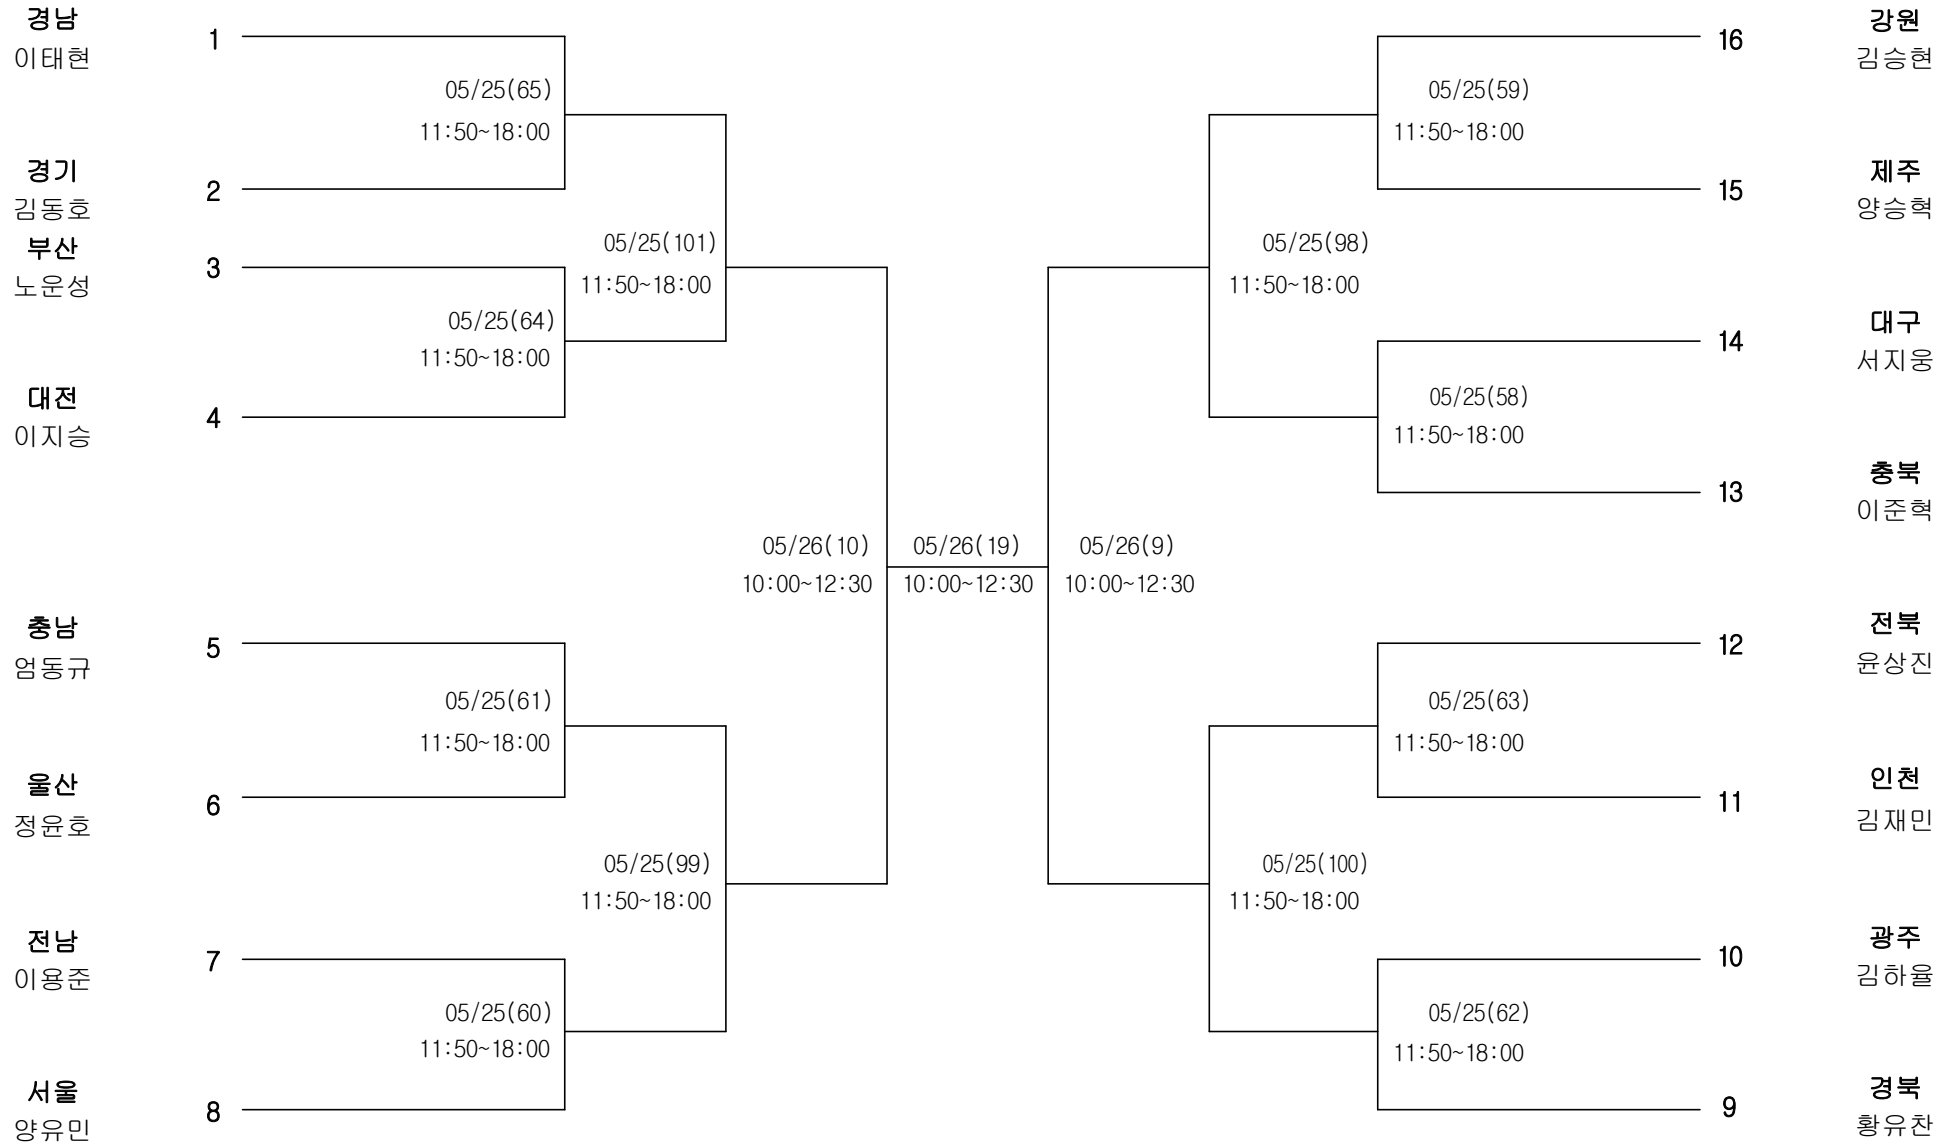 경남
이태현
1
05/25(65)
11:50~18:00
경기
김동호
2
부산
노운성
3
05/25(101)
11:50~18:00
05/25(64)
11:50~18:00
대전
이지승
4
05/26(10)
10:00~12:30
충남
엄동규
5
05/25(61)
11:50~18:00
울산
정윤호
6
05/25(99)
11:50~18:00
전남
이용준
7
05/25(60)
11:50~18:00
서울
양유민
8
05/26(19)
10:00~12:30
16
강원
김승현
05/25(59)
11:50~18:00
15
제주
양승혁
05/25(98)
11:50~18:00
14
대구
서지웅
05/25(58)
11:50~18:00
13
충북
이준혁
05/26(9)
10:00~12:30
12
전북
윤상진
05/25(63)
11:50~18:00
11
인천
김재민
05/25(100)
11:50~18:00
10
광주
김하율
05/25(62)
11:50~18:00
9
경북
황유찬